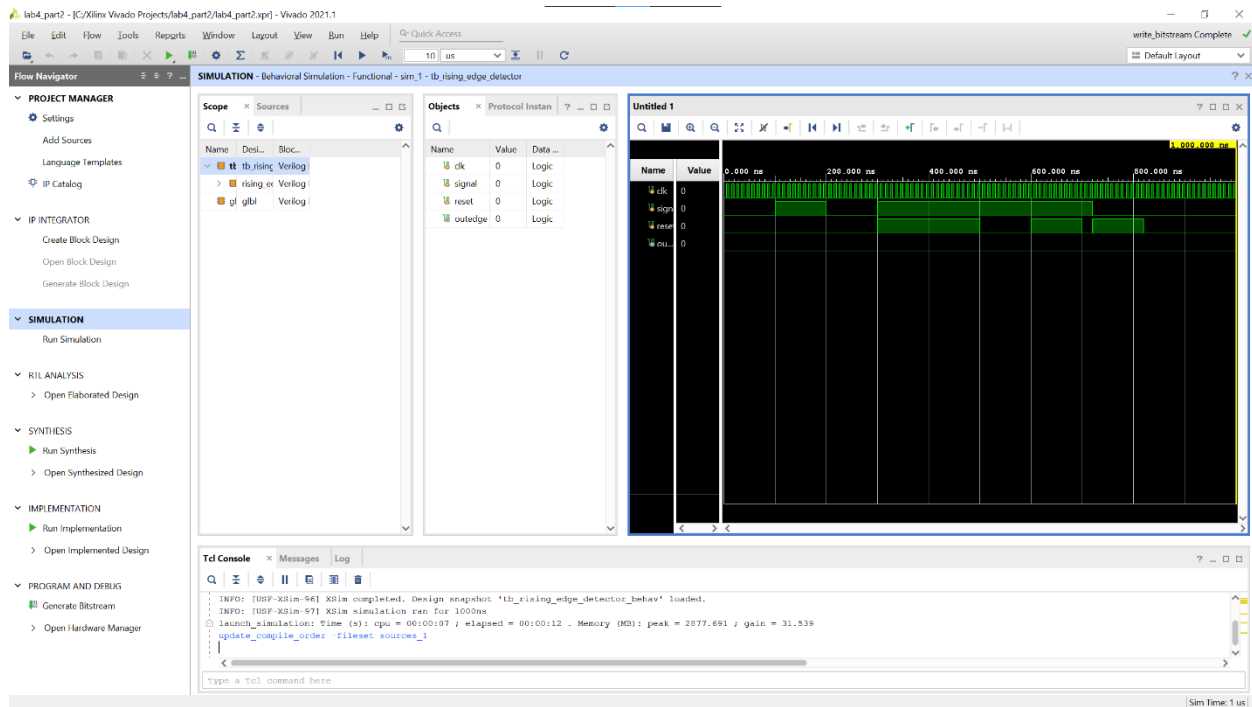 lab4_part2 - [C:/Xilinx Vivado Projects/lab4_part2/lab4_part2.xpr] - Vivado 2021.1
File Edit Flow Tools Reports Window Layout View Run Help Quick Access
write_bitstream Complete
10 us
Default Layout
Flow Navigator
SIMULATION - Behavioral Simulation - Functional - sim_1 - tb_rising_edge_detector
PROJECT MANAGER
Settings
Add Sources
Language Templates
IP Catalog
IP INTEGRATOR
Create Block Design
Open Block Design
Generate Block Design
SIMULATION
Run Simulation
RTL ANALYSIS
Open Elaborated Design
SYNTHESIS
Run Synthesis
Open Synthesized Design
IMPLEMENTATION
Run Implementation
Open Implemented Design
PROGRAM AND DEBUG
Generate Bitstream
Open Hardware Manager
Scope Sources
Name Desi... Bloc...
tb_rising Verilog
rising_ec Verilog
gl glbl Verilog
Objects Protocol Instan
Name Value Data ...
clk 0 Logic
signal 0 Logic
reset 0 Logic
outedge 0 Logic
Untitled 1
1,000.000 ns
Name Value
0.000 ns 200.000 ns 400.000 ns 600.000 ns 800.000 ns
clk 0
sign 0
rese 0
ou... 0
Tcl Console Messages Log
INFO: [USF-XSim-96] XSim completed. Design snapshot 'tb_rising_edge_detector_behav' loaded.
INFO: [USF-XSim-97] XSim simulation ran for 1000ns
launch_simulation: Time (s): cpu = 00:00:07 ; elapsed = 00:00:12 . Memory (MB): peak = 2877.691 ; gain = 31.539
update_compile_order -fileset sources_1
Type a Tcl command here
Sim Time: 1 us